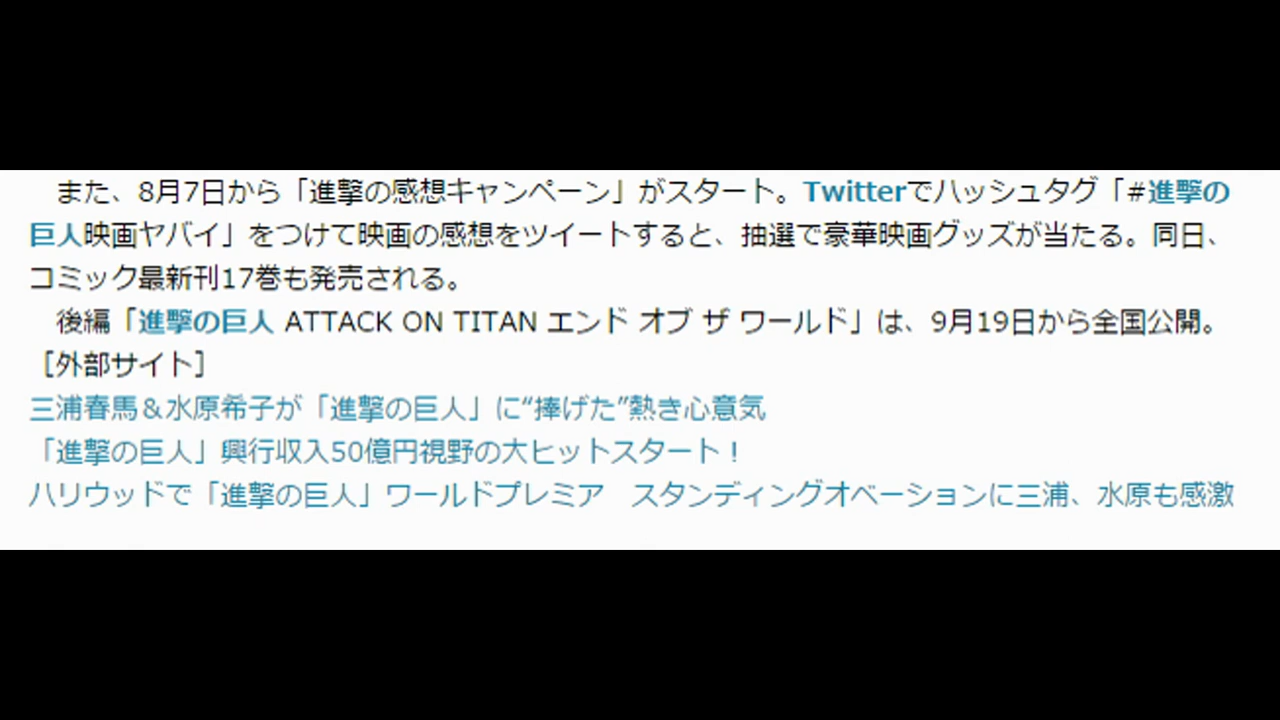 また、8月7日から「進撃の感想キャンペーン」がスタート。Twitterでハッシュタグ「#進撃の
巨人映画ヤバイ」をつけて映画の感想をツイートすると、抽選で豪華映画グッズが当たる。同日、
コミック最新刊17巻も発売される。
後編「進撃の巨人 ATTACK ON TITAN エンド オブ ザ ワールド」は、9月19日から全国公開。
［外部サイト］
三浦春馬＆水原希子が「進撃の巨人」に“捧げた”熱き心意気
「進撃の巨人」興行収入50億円視野の大ヒットスタート！
ハリウッドで「進撃の巨人」ワールドプレミア　スタンディングオベーションに三浦、水原も感激